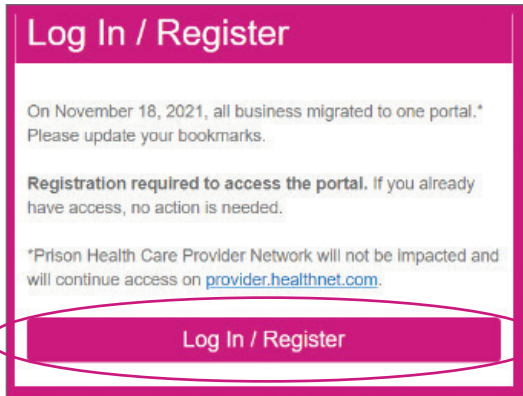 Log In / Register
On November 18, 2021, all business migrated to one portal.*
Please update your bookmarks.
Registration required to access the portal. If you already
have access, no action is needed.
*Prison Health Care Provider Network will not be impacted and
will continue access on provider.healthnet.com.
Log In / Register